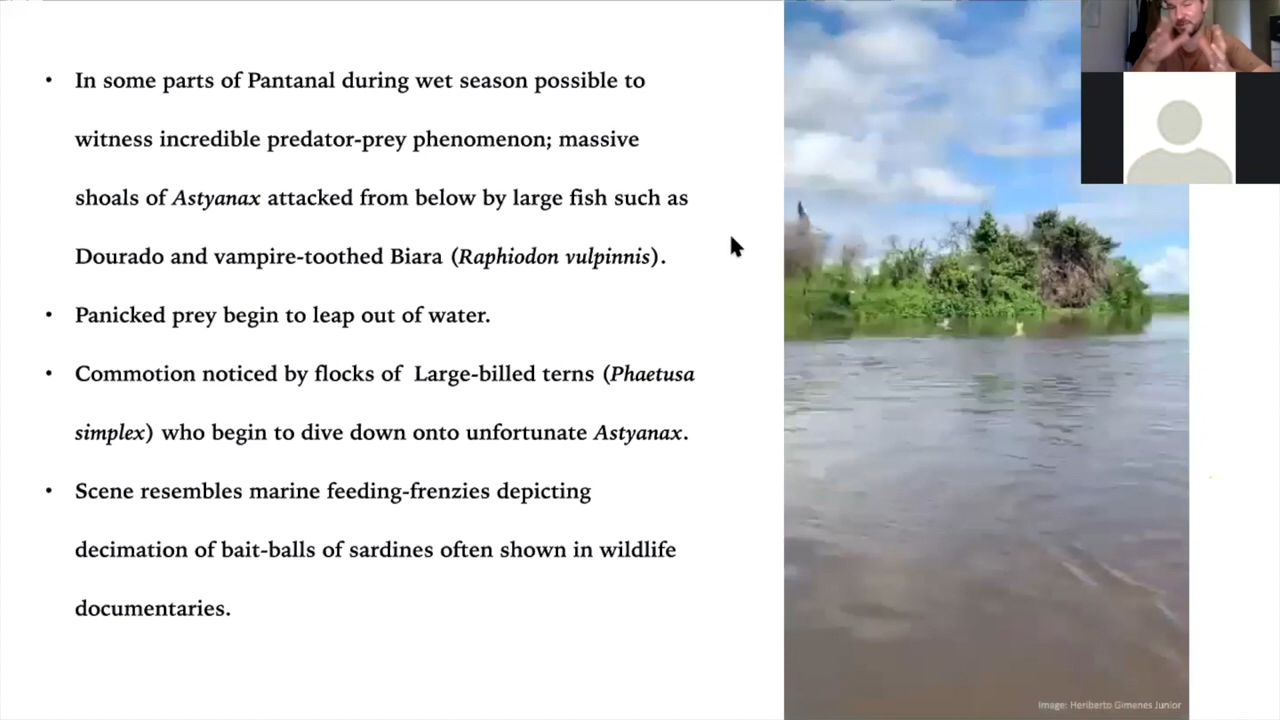 • In some parts of Pantanal during wet season possible to
witness incredible predator-prey phenomenon; massive
shoals of Astyanax attacked from below by large fish such as
Dourado and vampire-toothed Biara (Raphiodon vulpinnis).
• Panicked prey begin to leap out of water.
• Commotion noticed by flocks of Large-billed terns (Phaetusa
simplex) who begin to dive down onto unfortunate Astyanax.
• Scene resembles marine feeding-frenzies depicting
decimation of bait-balls of sardines often shown in wildlife
documentaries.
Image: Heriberto Gimenes Junior